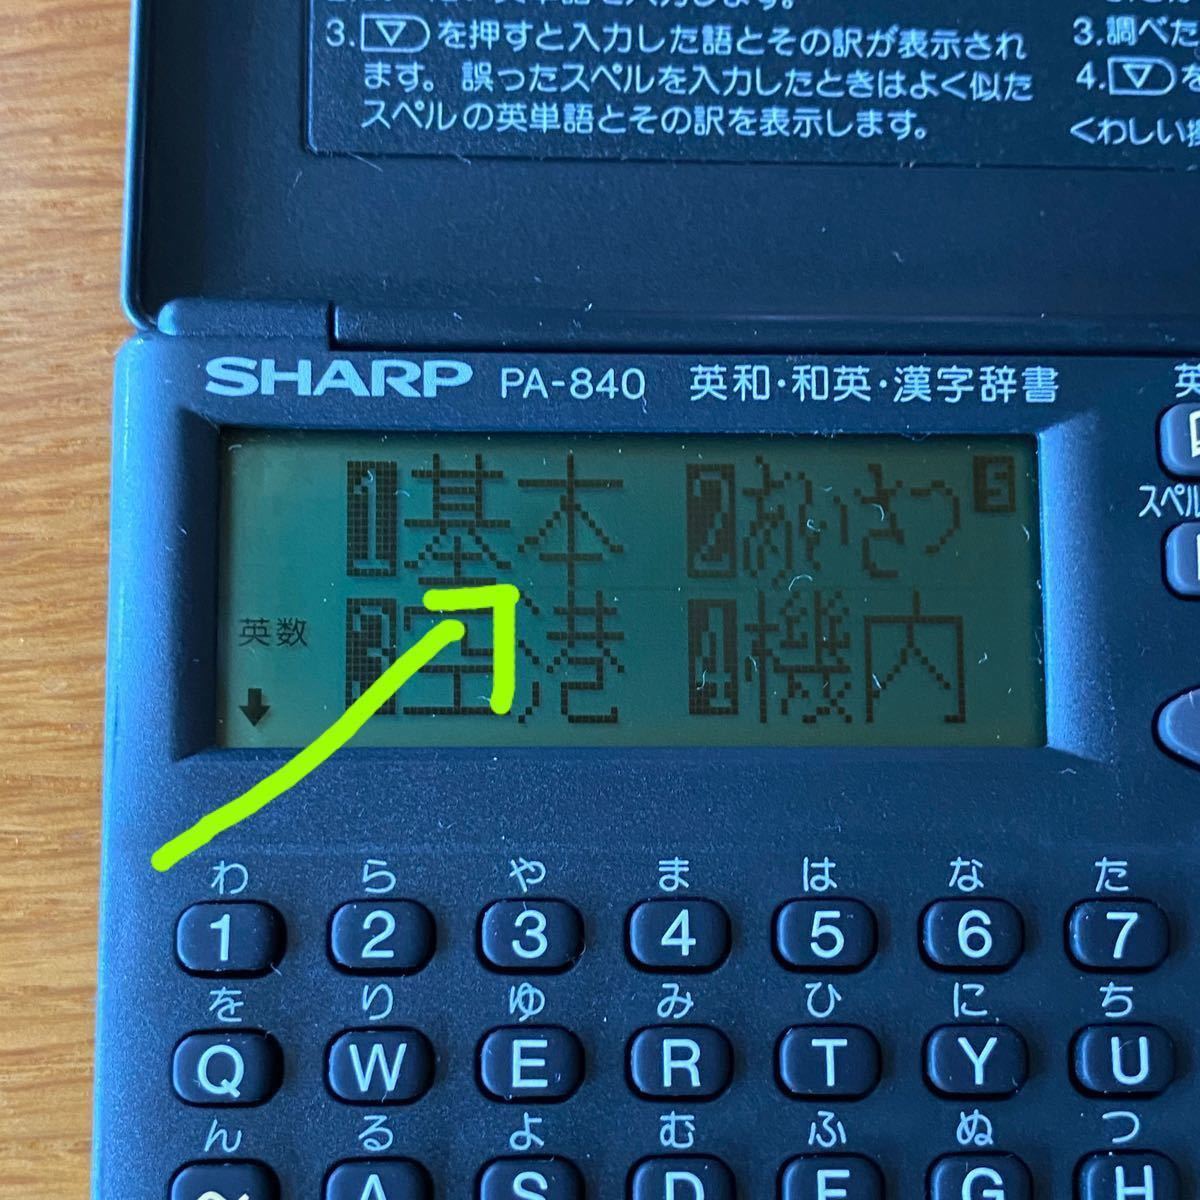 3. ▽ を押すと入力した語とその訳が表示され
ます。誤ったスペルを入力したときはよく似た
スペルの英単語とその訳を表示します。
3.調べた
4. ▽ を
くわしい
SHARP PA-840 英和・和英・漢字辞書
英
スペル
1基本 2あいさつ S
英数 3空港 4機内
わ ら や ま は な た
1 2 3 4 5 6 7
を り ゆ み ひ に ち
Q W E R T Y U
ん る よ む ふ ぬ つ
A S D F G H